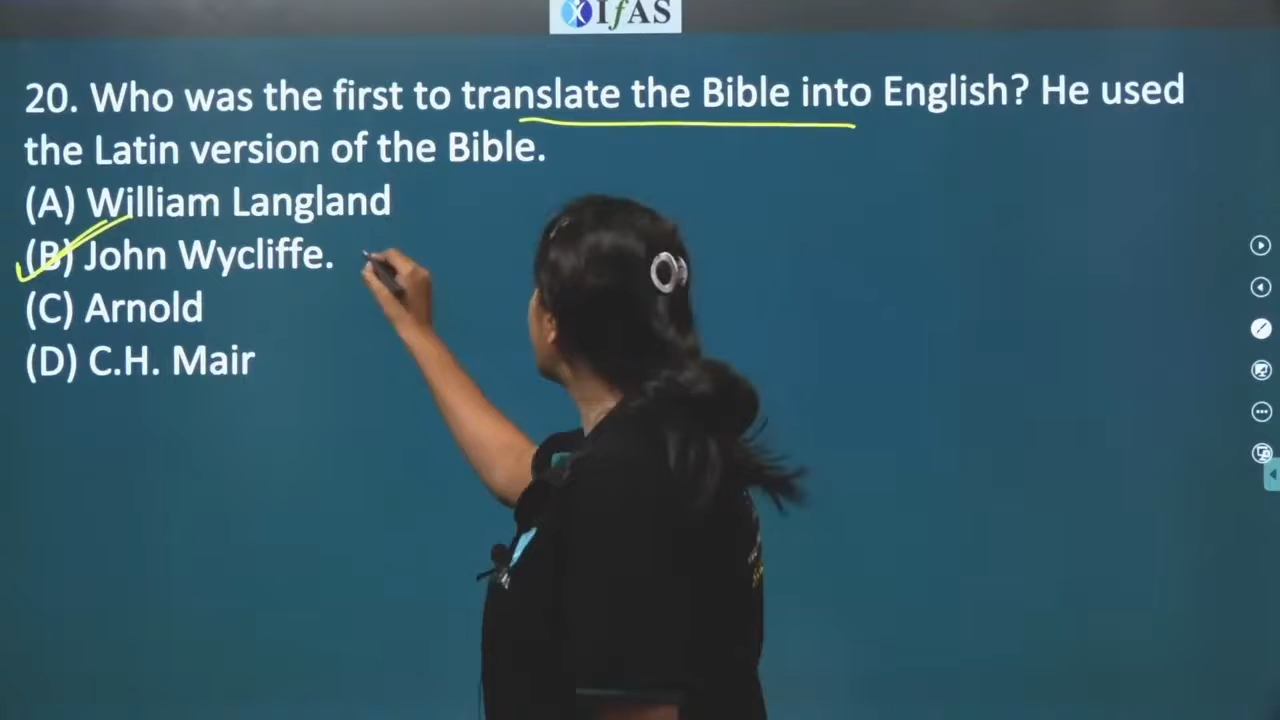 IfAS
20. Who was the first to translate the Bible into English? He used
the Latin version of the Bible.
(A) William Langland
(B) John Wycliffe.
(C) Arnold
(D) C.H. Mair